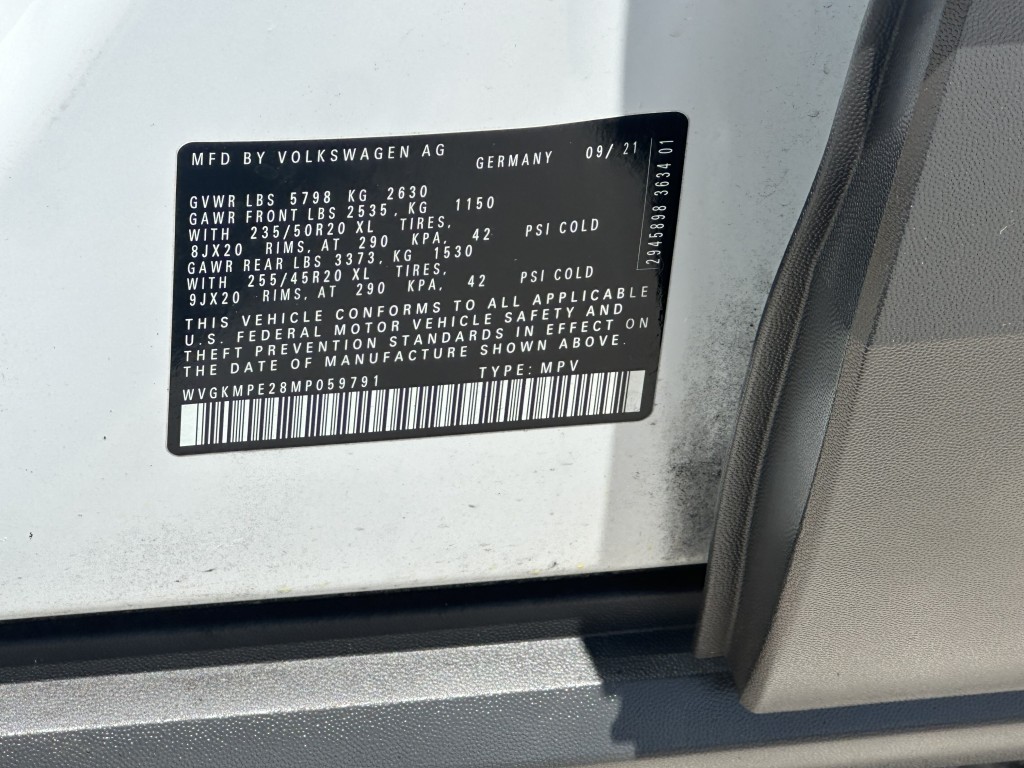 MFD BY VOLKSWAGEN AG GERMANY 09/ 21
GVWR LBS 5798 KG 2630
GAWR FRONT LBS 2535, KG 1150
WITH 235/50R20 XL TIRES,
8JX20 RIMS, AT 290 KPA, 42 PSI COLD
GAWR REAR LBS 3373, KG 1530
WITH 255/45R20 XL TIRES,
9JX20 RIMS, AT 290 KPA, 42 PSI COLD
THIS VEHICLE CONFORMS TO ALL APPLICABLE
U.S. FEDERAL MOTOR VEHICLE SAFETY AND
THEFT PREVENTION STANDARDS IN EFFECT ON
THE DATE OF MANUFACTURE SHOWN ABOVE.
WVGKMPE28MP059791 TYPE: MPV
2945898 3634 01